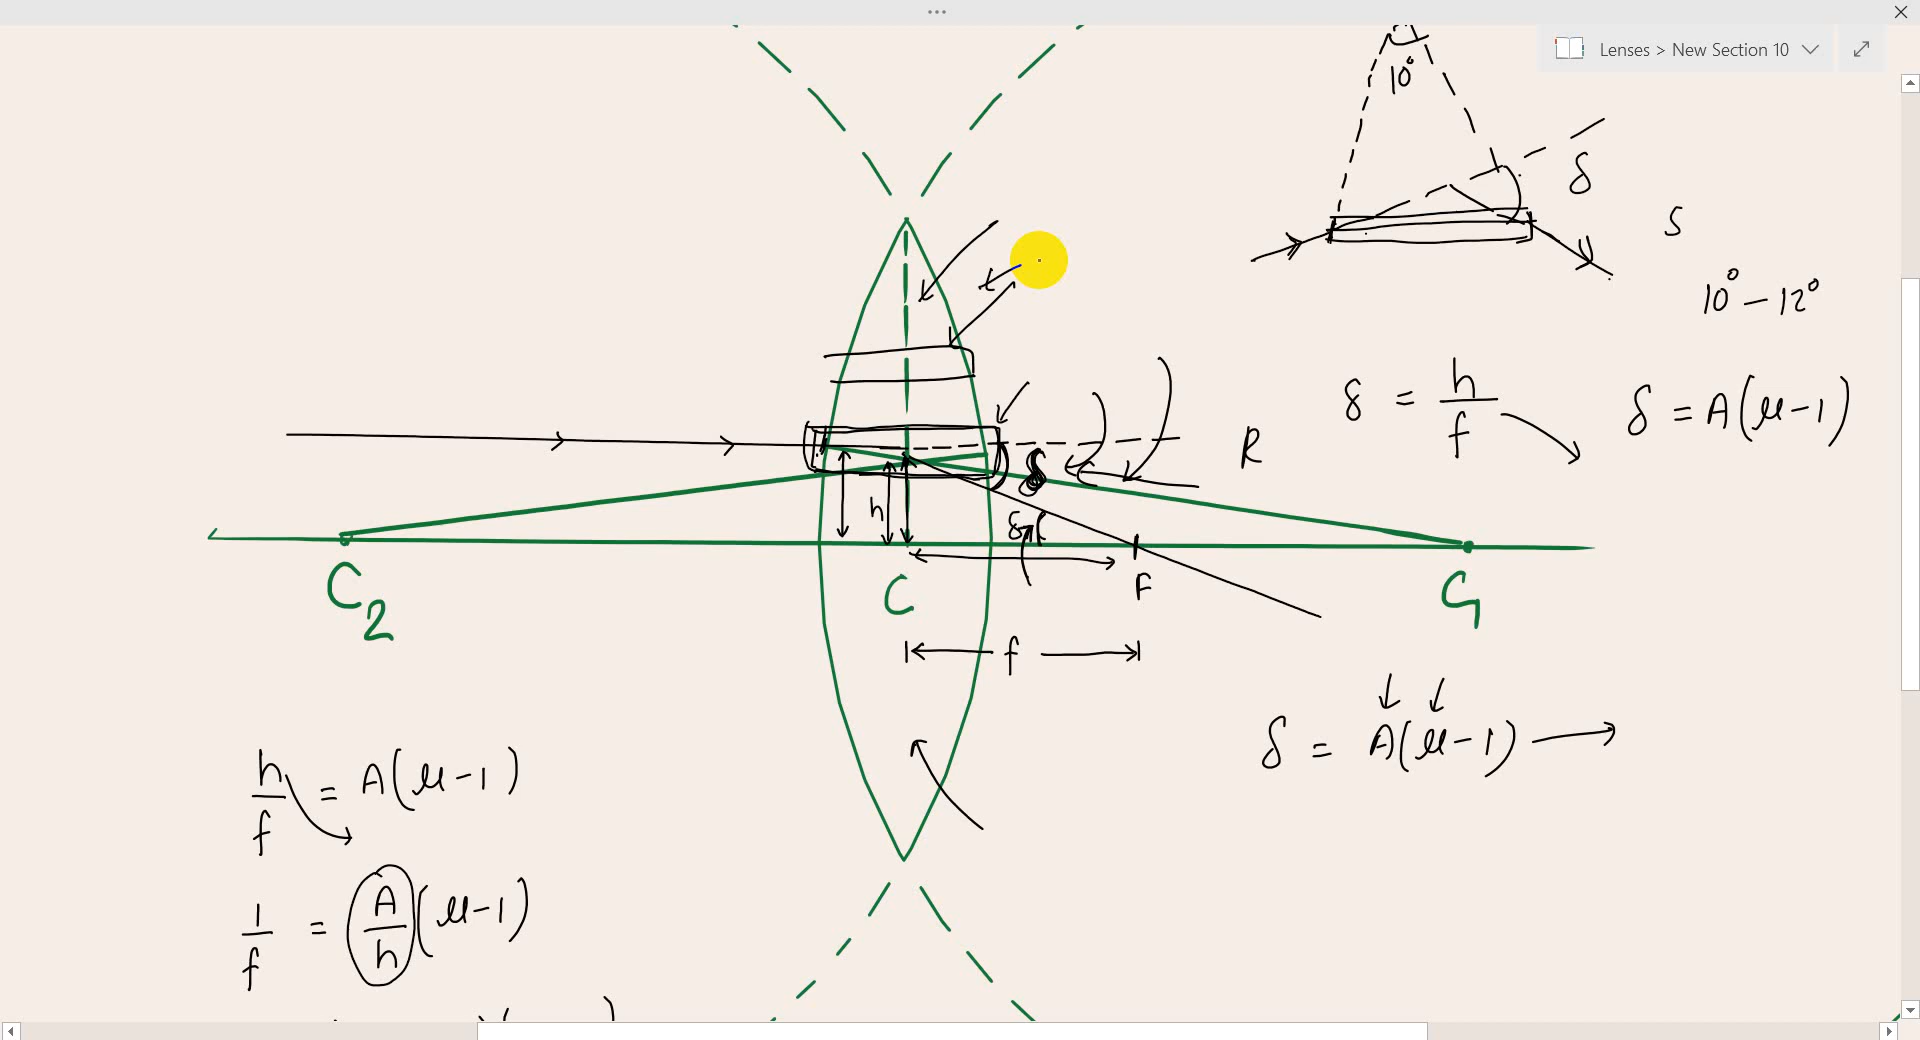 Lenses > New Section 10
10°
δ
S
10° – 12°
δ = h/f
δ = A(μ-1)
R
δ
h
δ
C₂
C
F
C₁
f
δ = A(μ-1)
h/f = A(μ-1)
1/f = A/h (μ-1)